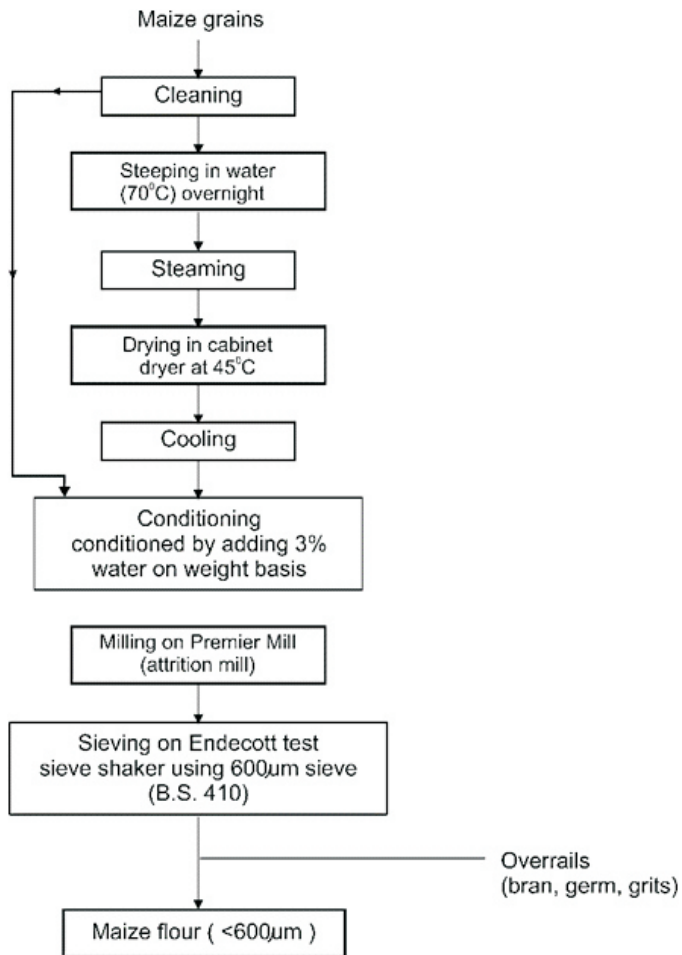 Maize grains
Cleaning
Steeping in water
(70⁰C) overnight
Steaming
Drying in cabinet
dryer at 45⁰C
Cooling
Conditioning
conditioned by adding 3%
water on weight basis
Milling on Premier Mill
(attrition mill)
Sieving on Endecott test
sieve shaker using 600µm sieve
(B.S. 410)
Overrails
(bran, germ, grits)
Maize flour ( <600µm )